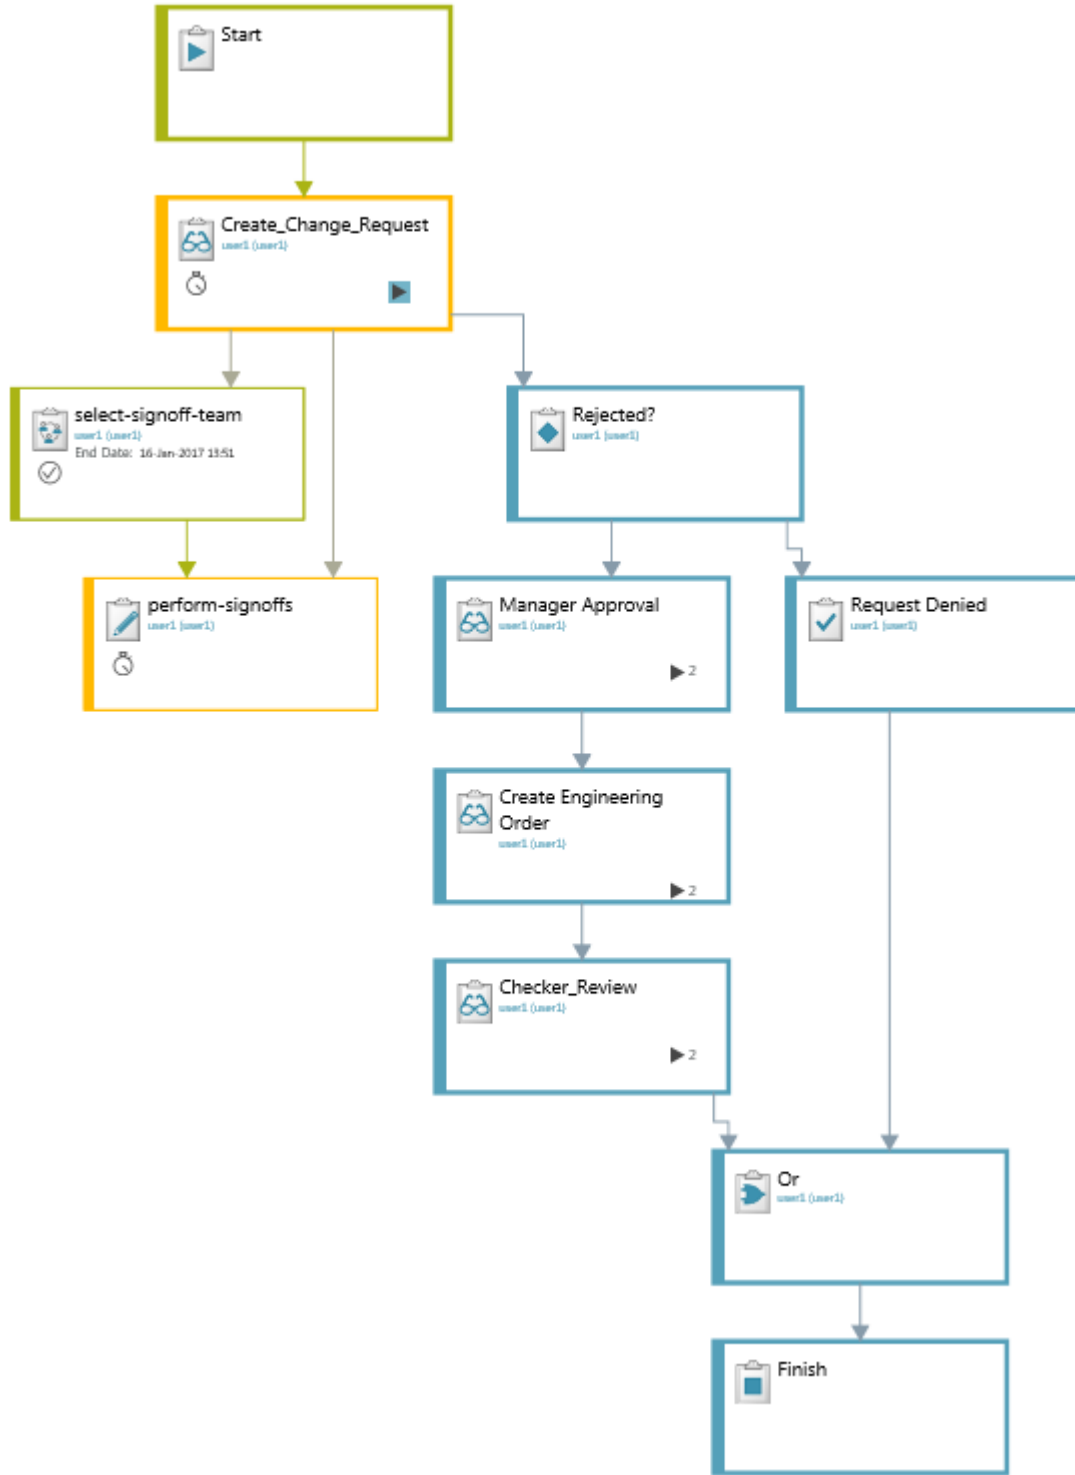 Start
Create_Change_Request
user1 (user1)
select-signoff-team
user1 (user1)
End Date: 16-Jan-2017 13:51
Rejected?
user1 (user1)
perform-signoffs
user1 (user1)
Manager Approval
user1 (user1)
2
Request Denied
user1 (user1)
Create Engineering
Order
user1 (user1)
2
Checker_Review
user1 (user1)
2
Or
user1 (user1)
Finish